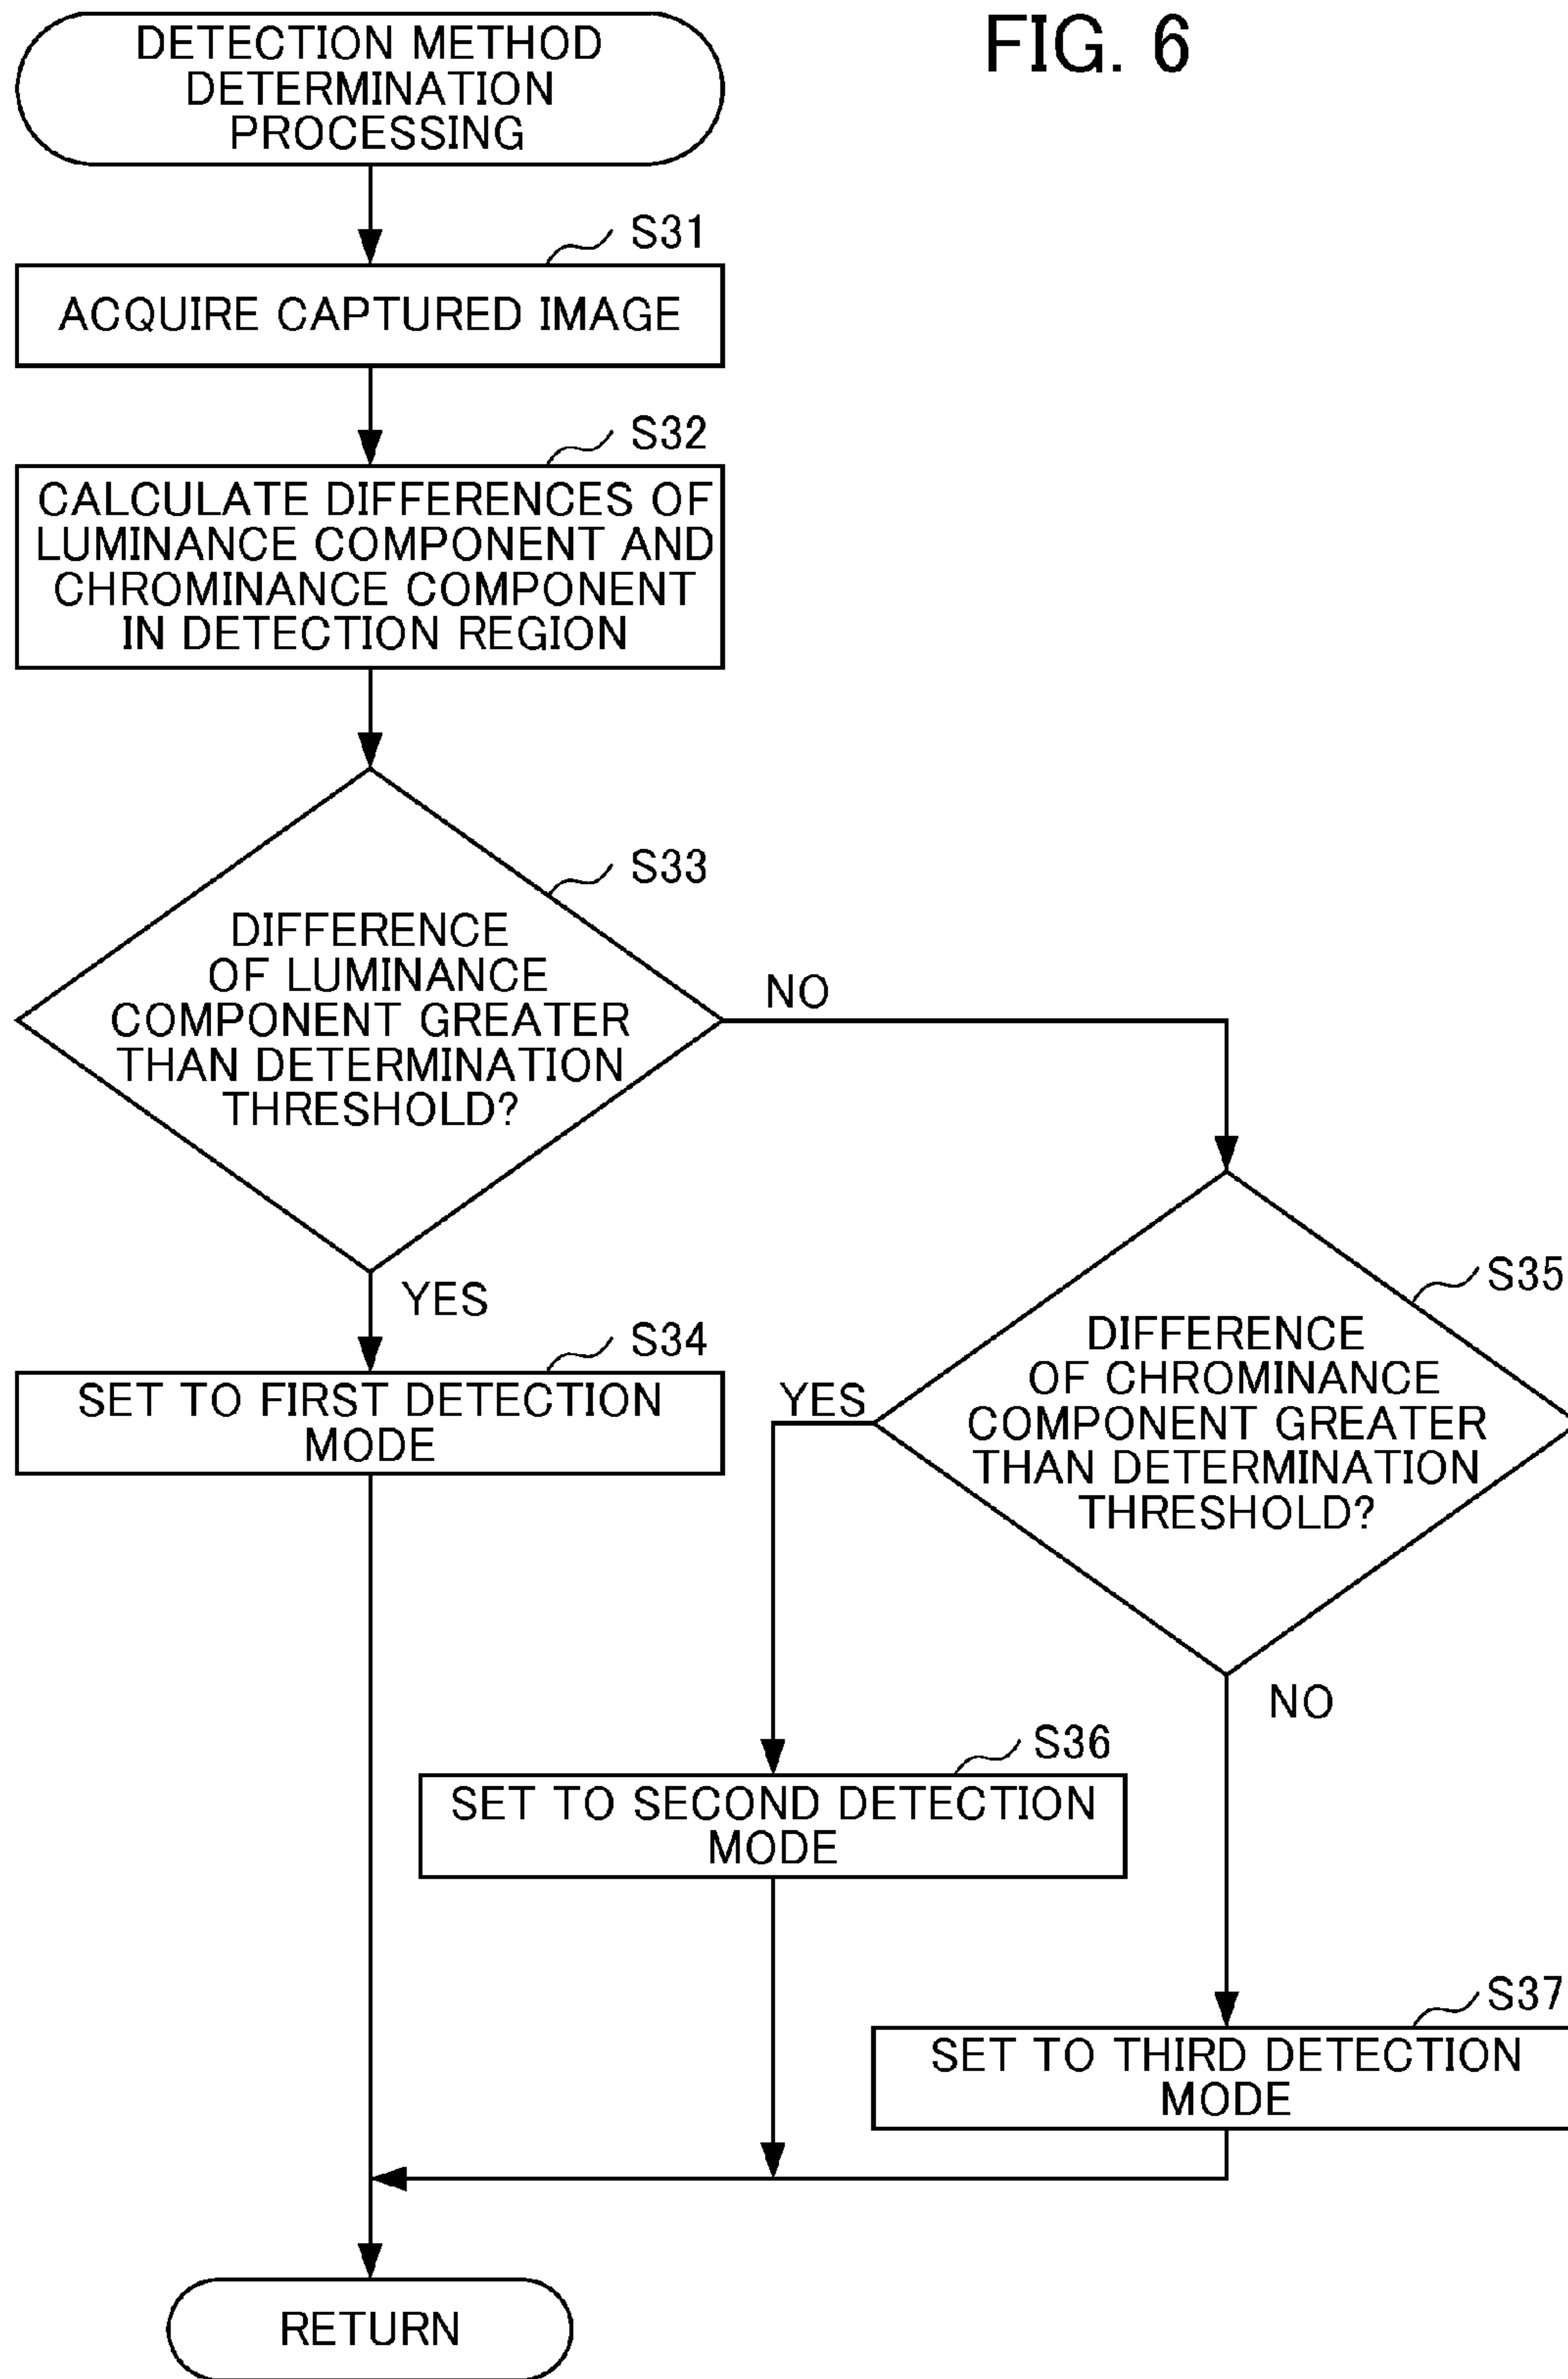 FIG. 6
DETECTION METHOD
DETERMINATION
PROCESSING
S31
ACQUIRE CAPTURED IMAGE
S32
CALCULATE DIFFERENCES OF
LUMINANCE COMPONENT AND
CHROMINANCE COMPONENT
IN DETECTION REGION
S33
DIFFERENCE
OF LUMINANCE
COMPONENT GREATER
THAN DETERMINATION
THRESHOLD?
NO
YES
S34
SET TO FIRST DETECTION
MODE
S35
DIFFERENCE
OF CHROMINANCE
COMPONENT GREATER
THAN DETERMINATION
THRESHOLD?
YES
NO
S36
SET TO SECOND DETECTION
MODE
S37
SET TO THIRD DETECTION
MODE
RETURN